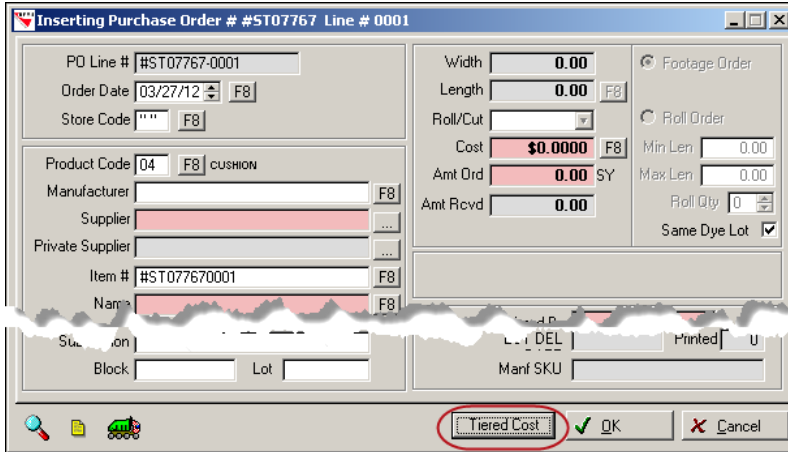 Inserting Purchase Order # #ST07767 Line # 0001
PO Line # #ST07767-0001
Order Date 03/27/12 F8
Store Code "" F8
Product Code 04 F8 CUSHION
Manufacturer F8
Supplier ...
Private Supplier ...
Item # #ST077670001 F8
Name F8
Block Lot
Width 0.00
Length 0.00 F8
Roll/Cut
Cost $0.0000 F8
Amt Ord 0.00 SY
Amt Rcvd 0.00
Footage Order
Roll Order
Min Len 0.00
Max Len 0.00
Roll Qty 0
Same Dye Lot
DEL Printed
Manf SKU
Tiered Cost OK Cancel